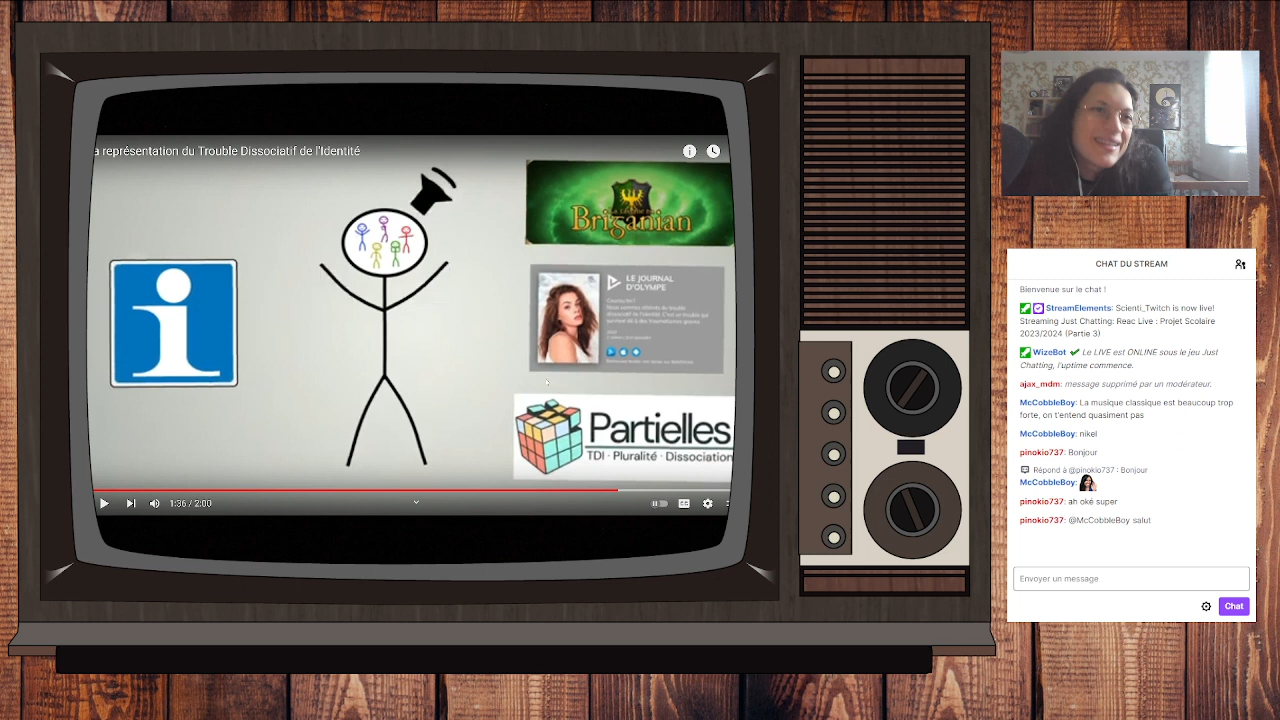 représentation du Trouble Dissociatif de l'Identité
Briganian
LE JOURNAL
D'OLYMPE
Partielles
TDI · Pluralité · Dissociation
1:36 / 2:00
CHAT DU STREAM
Bienvenue sur le chat !
StreamElements: Scienti_Twitch is now live!
Streaming Just Chatting: Reac Live : Projet Scolaire
2023/2024 (Partie 3)
WizeBot Le LIVE est ONLINE sous le jeu Just
Chatting, l'uptime commence.
ajax_mdm: message supprimé par un modérateur.
McCobbleBoy: La musique classique est beaucoup trop
forte, on t'entend quasiment pas
McCobbleBoy: nikel
pinokio737: Bonjour
Répond à @pinokio737 : Bonjour
McCobbleBoy:
pinokio737: ah oké super
pinokio737: @McCobbleBoy salut
Envoyer un message
Chat